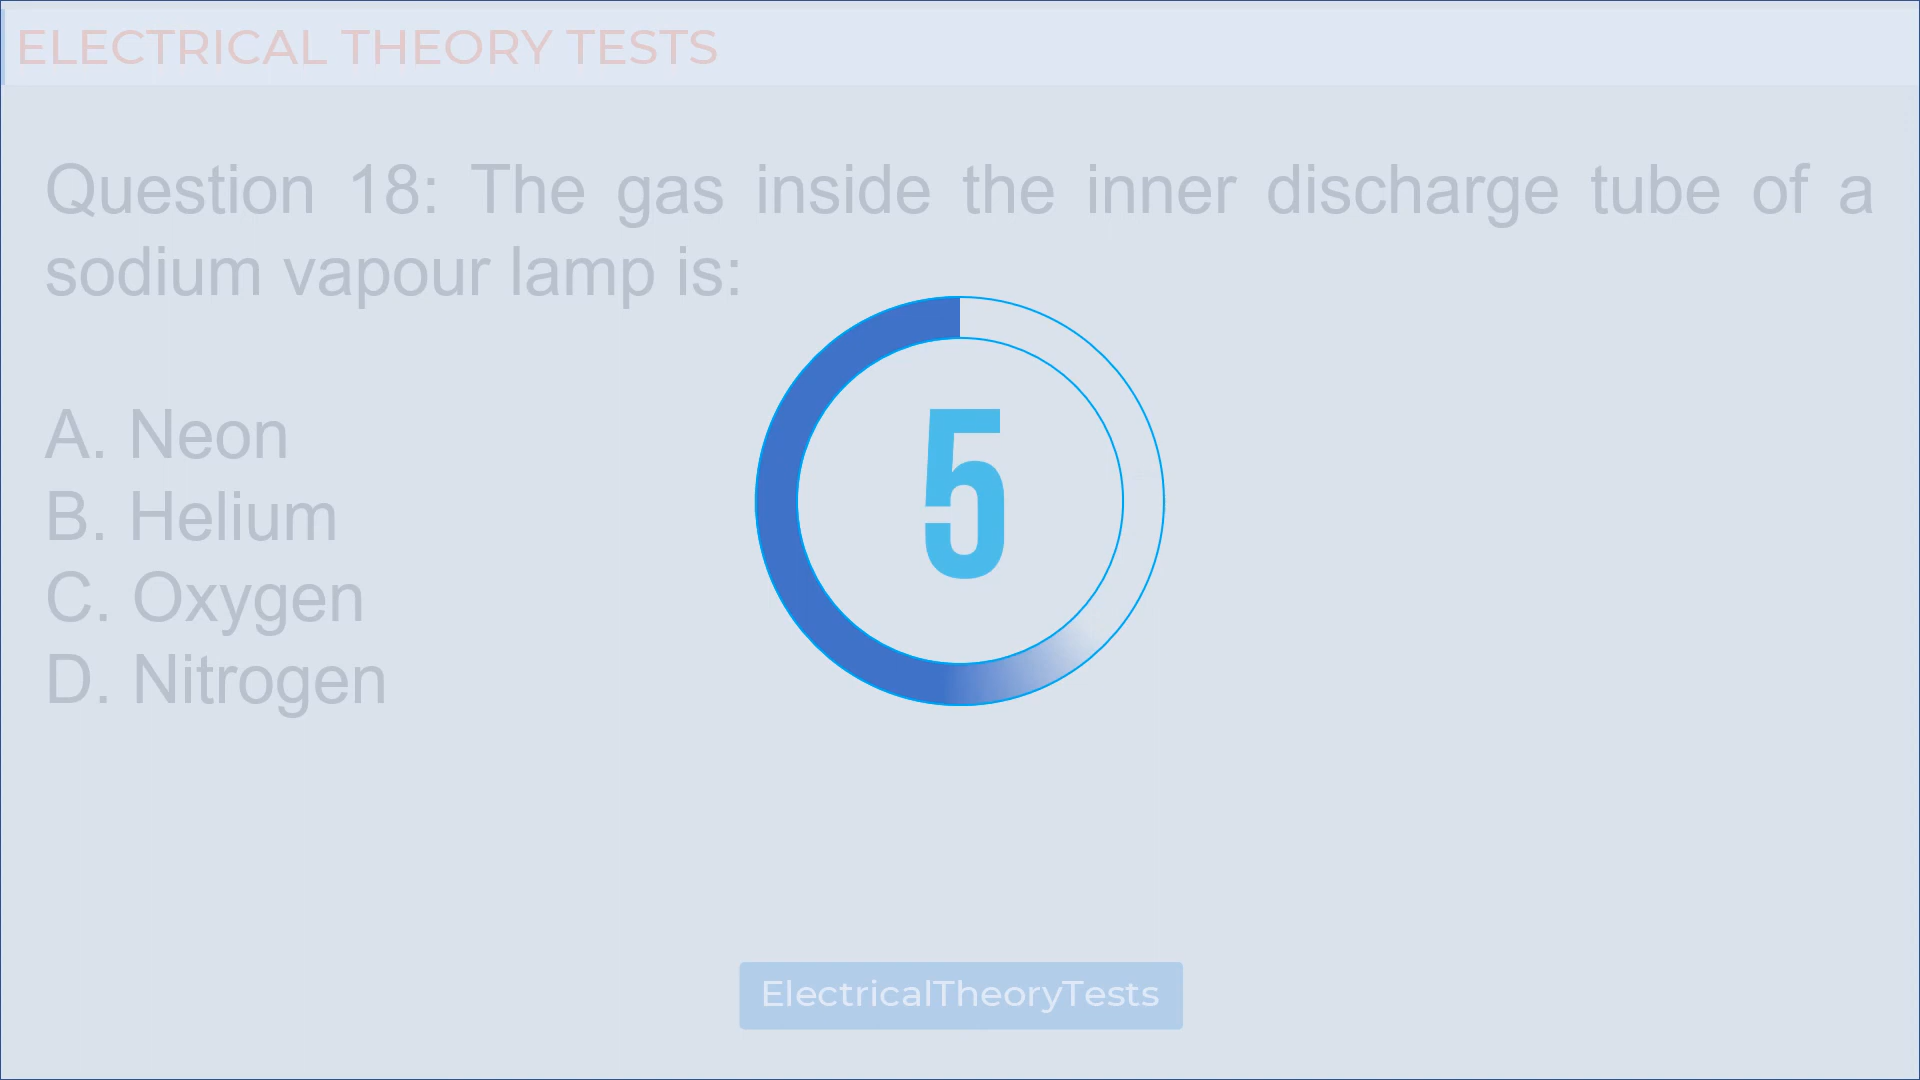 ELECTRICAL THEORY TESTS
Question 18: The gas inside the inner discharge tube of a
sodium vapour lamp is:
A. Neon
B. Helium
C. Oxygen
D. Nitrogen
5
ElectricalTheoryTests